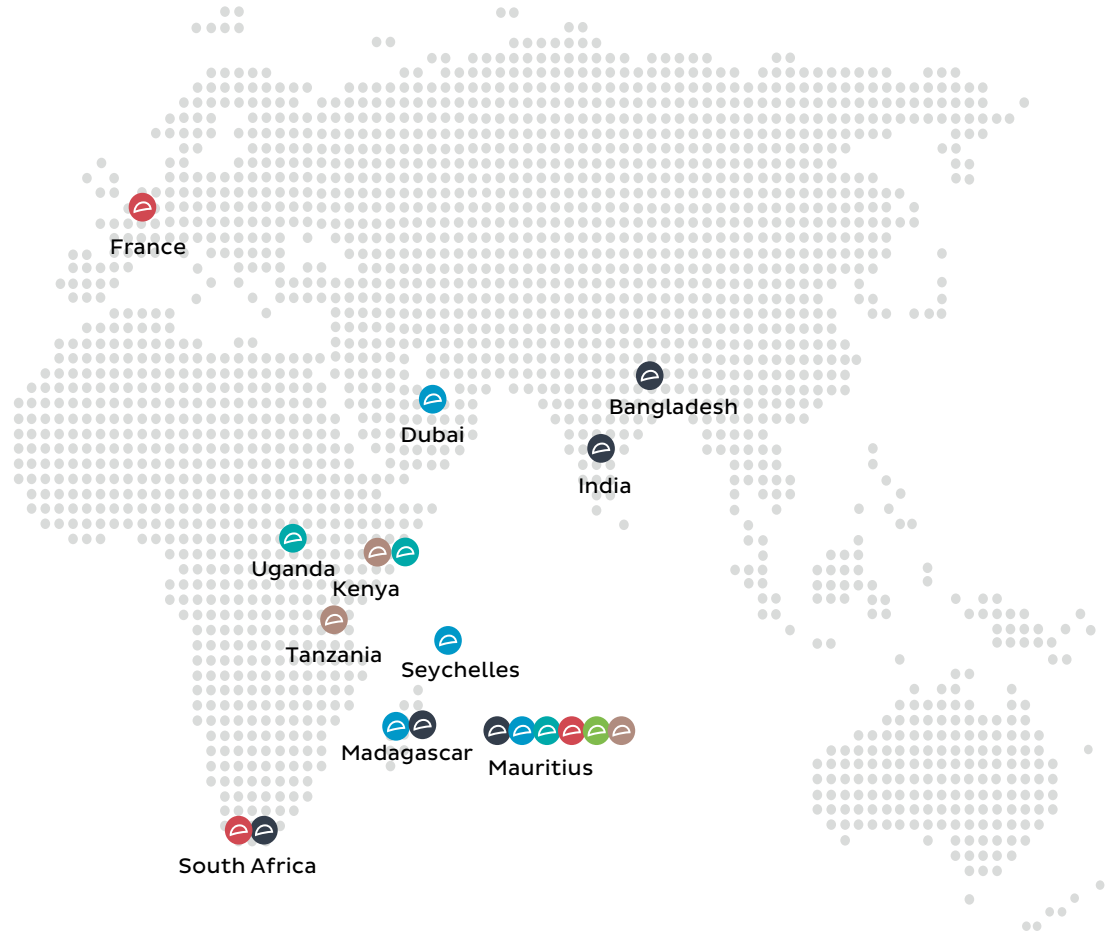 France
Bangladesh
Dubai
India
Uganda
Kenya
Tanzania
Seychelles
Madagascar
Mauritius
South Africa